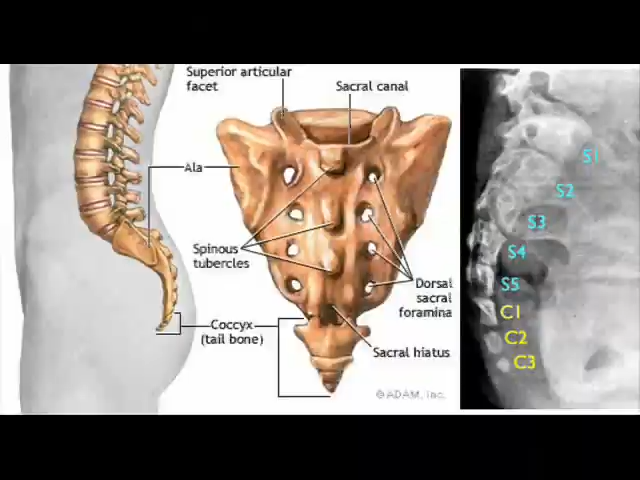 Superior articular
facet
Sacral canal
Ala
Spinous
tubercles
Dorsal
sacral
foramina
Coccyx
(tail bone)
Sacral hiatus
©ADAM, Inc.
S1
S2
S3
S4
S5
C1
C2
C3